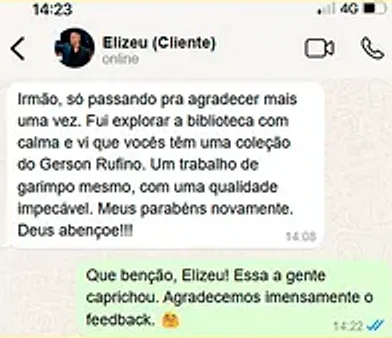 14:23
4G
Elizeu (Cliente)
online
Irmão, só passando pra agradecer mais
uma vez. Fui explorar a biblioteca com
calma e vi que vocês têm uma coleção
do Gerson Rufino. Um trabalho de
garimpo mesmo, com uma qualidade
impecável. Meus parabéns novamente.
Deus abençoe!!!
14:08
Que benção, Elizeu! Essa a gente
caprichou. Agradecemos imensamente o
feedback. 🤗
14:22